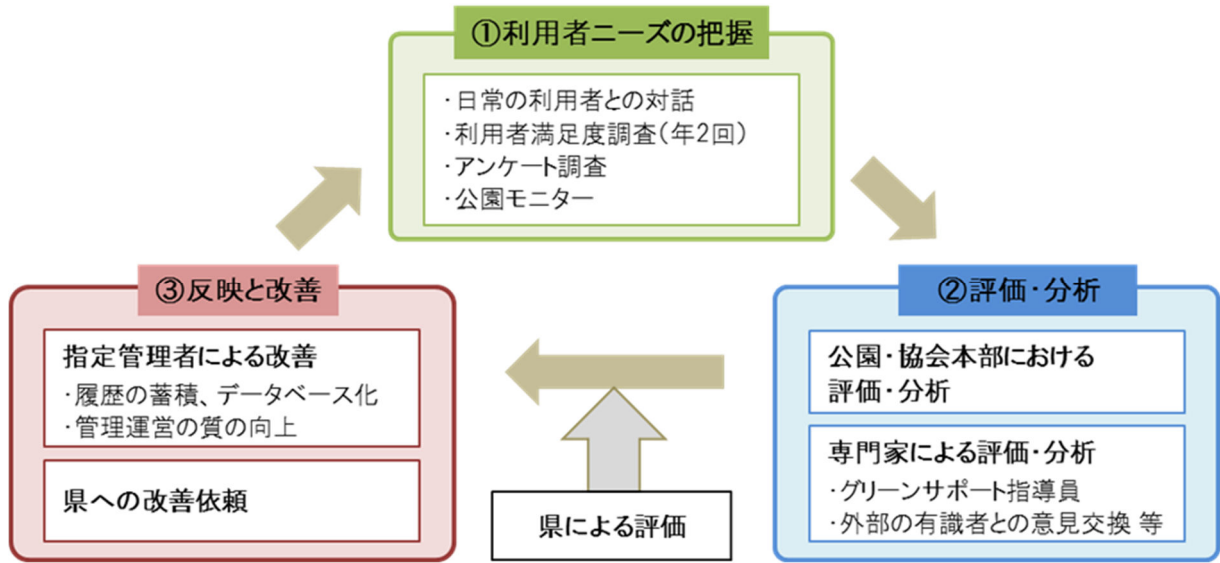 ①利用者ニーズの把握
・日常の利用者との対話
・利用者満足度調査(年2回)
・アンケート調査
・公園モニター
②評価・分析
公園・協会本部における
評価・分析
専門家による評価・分析
・グリーンサポート指導員
・外部の有識者との意見交換 等
③反映と改善
指定管理者による改善
・履歴の蓄積、データベース化
・管理運営の質の向上
県への改善依頼
県による評価